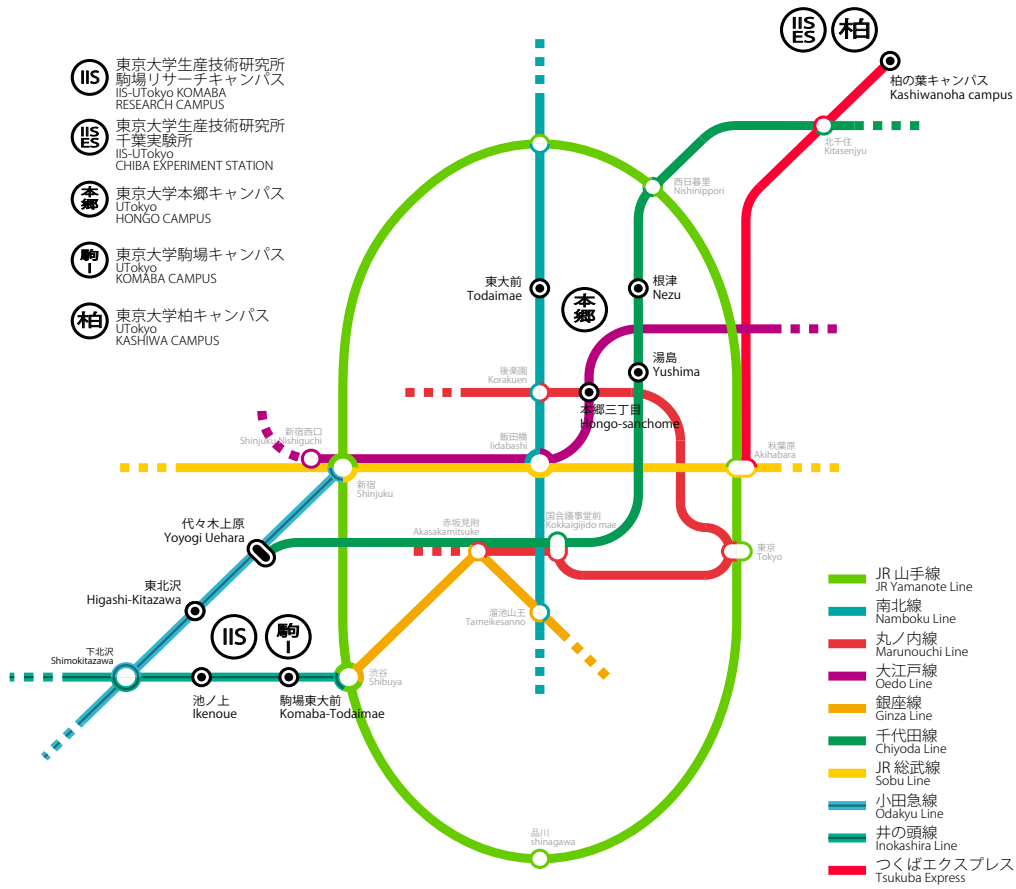 IIS
東京大学生産技術研究所
駒場リサーチキャンパス
IIS-UTokyo KOMABA
RESEARCH CAMPUS
IIS
ES
東京大学生産技術研究所
千葉実験所
IIS-UTokyo
CHIBA EXPERIMENT STATION
本
郷
東京大学本郷キャンパス
UTokyo
HONGO CAMPUS
駒
I
東京大学駒場キャンパス
UTokyo
KOMABA CAMPUS
柏
東京大学柏キャンパス
UTokyo
KASHIWA CAMPUS
IIS
ES
柏
柏の葉キャンパス
Kashiwanoha campus
北千住
Kitasenjyu
西日暮里
Nishinippori
東大前
Todaimae
本
郷
根津
Nezu
湯島
Yushima
後楽園
Korakuen
本郷三丁目
Hongo-sanchome
新宿西口
Shinjuku Nishiguchi
飯田橋
Iidabashi
秋葉原
Akihabara
新宿
Shinjuku
代々木上原
Yoyogi Uehara
赤坂見附
Akasakamitsuke
国会議事堂前
Kokkaigijido mae
東京
Tokyo
東北沢
Higashi-Kitazawa
溜池山王
Tameikesanno
IIS
駒
I
下北沢
Shimokitazawa
池ノ上
Ikenoue
駒場東大前
Komaba-Todaimae
渋谷
Shibuya
品川
shinagawa
JR 山手線
JR Yamanote Line
南北線
Namboku Line
丸ノ内線
Marunouchi Line
大江戸線
Oedo Line
銀座線
Ginza Line
千代田線
Chiyoda Line
JR 総武線
Sobu Line
小田急線
Odakyu Line
井の頭線
Inokashira Line
つくばエクスプレス
Tsukuba Express